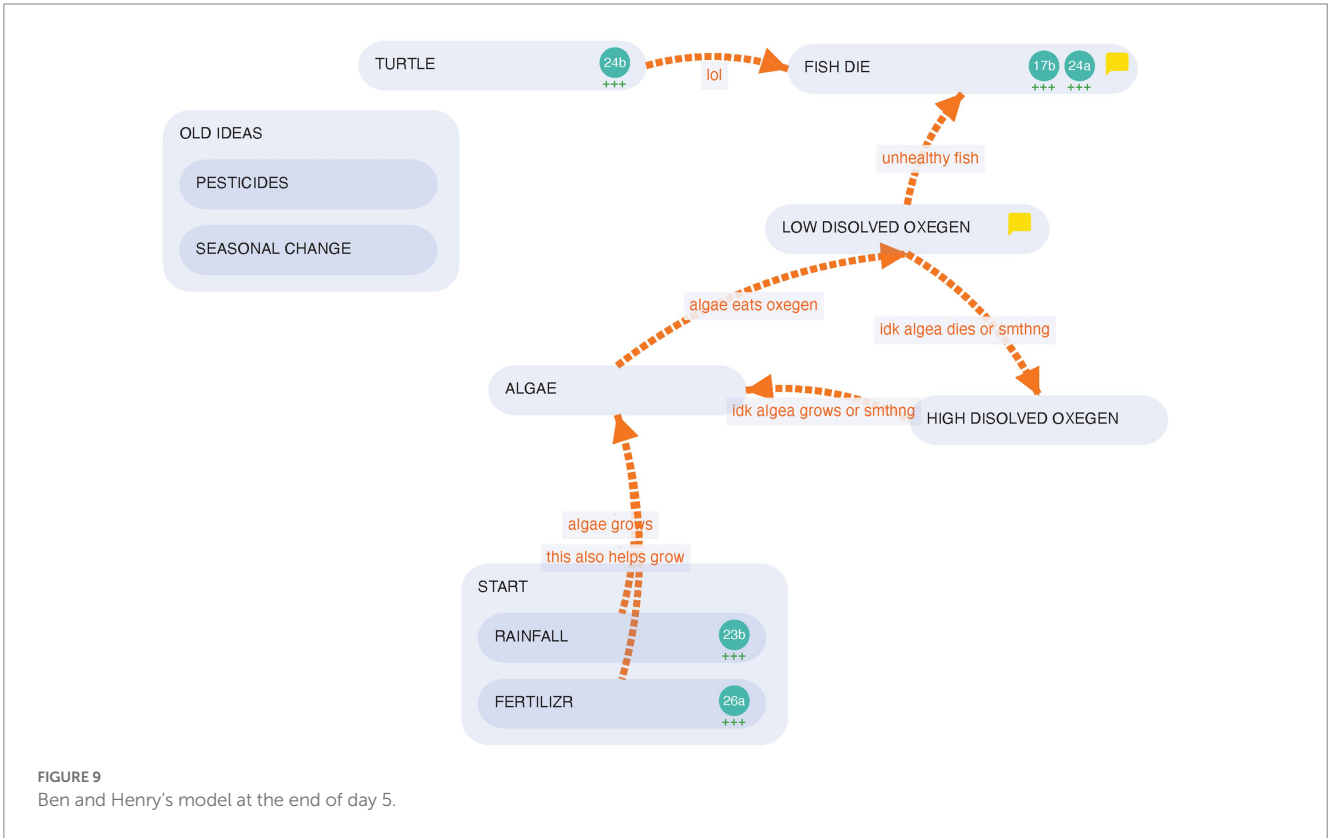 TURTLE
24b
+++
lol
FISH DIE
17b
+++
24a
+++
OLD IDEAS
PESTICIDES
SEASONAL CHANGE
unhealthy fish
LOW DISOLVED OXEGEN
algae eats oxegen
idk algea dies or smthng
ALGAE
idk algea grows or smthng
HIGH DISOLVED OXEGEN
algae grows
this also helps grow
START
RAINFALL
23b
+++
FERTILIZR
26a
+++
FIGURE 9
Ben and Henry's model at the end of day 5.